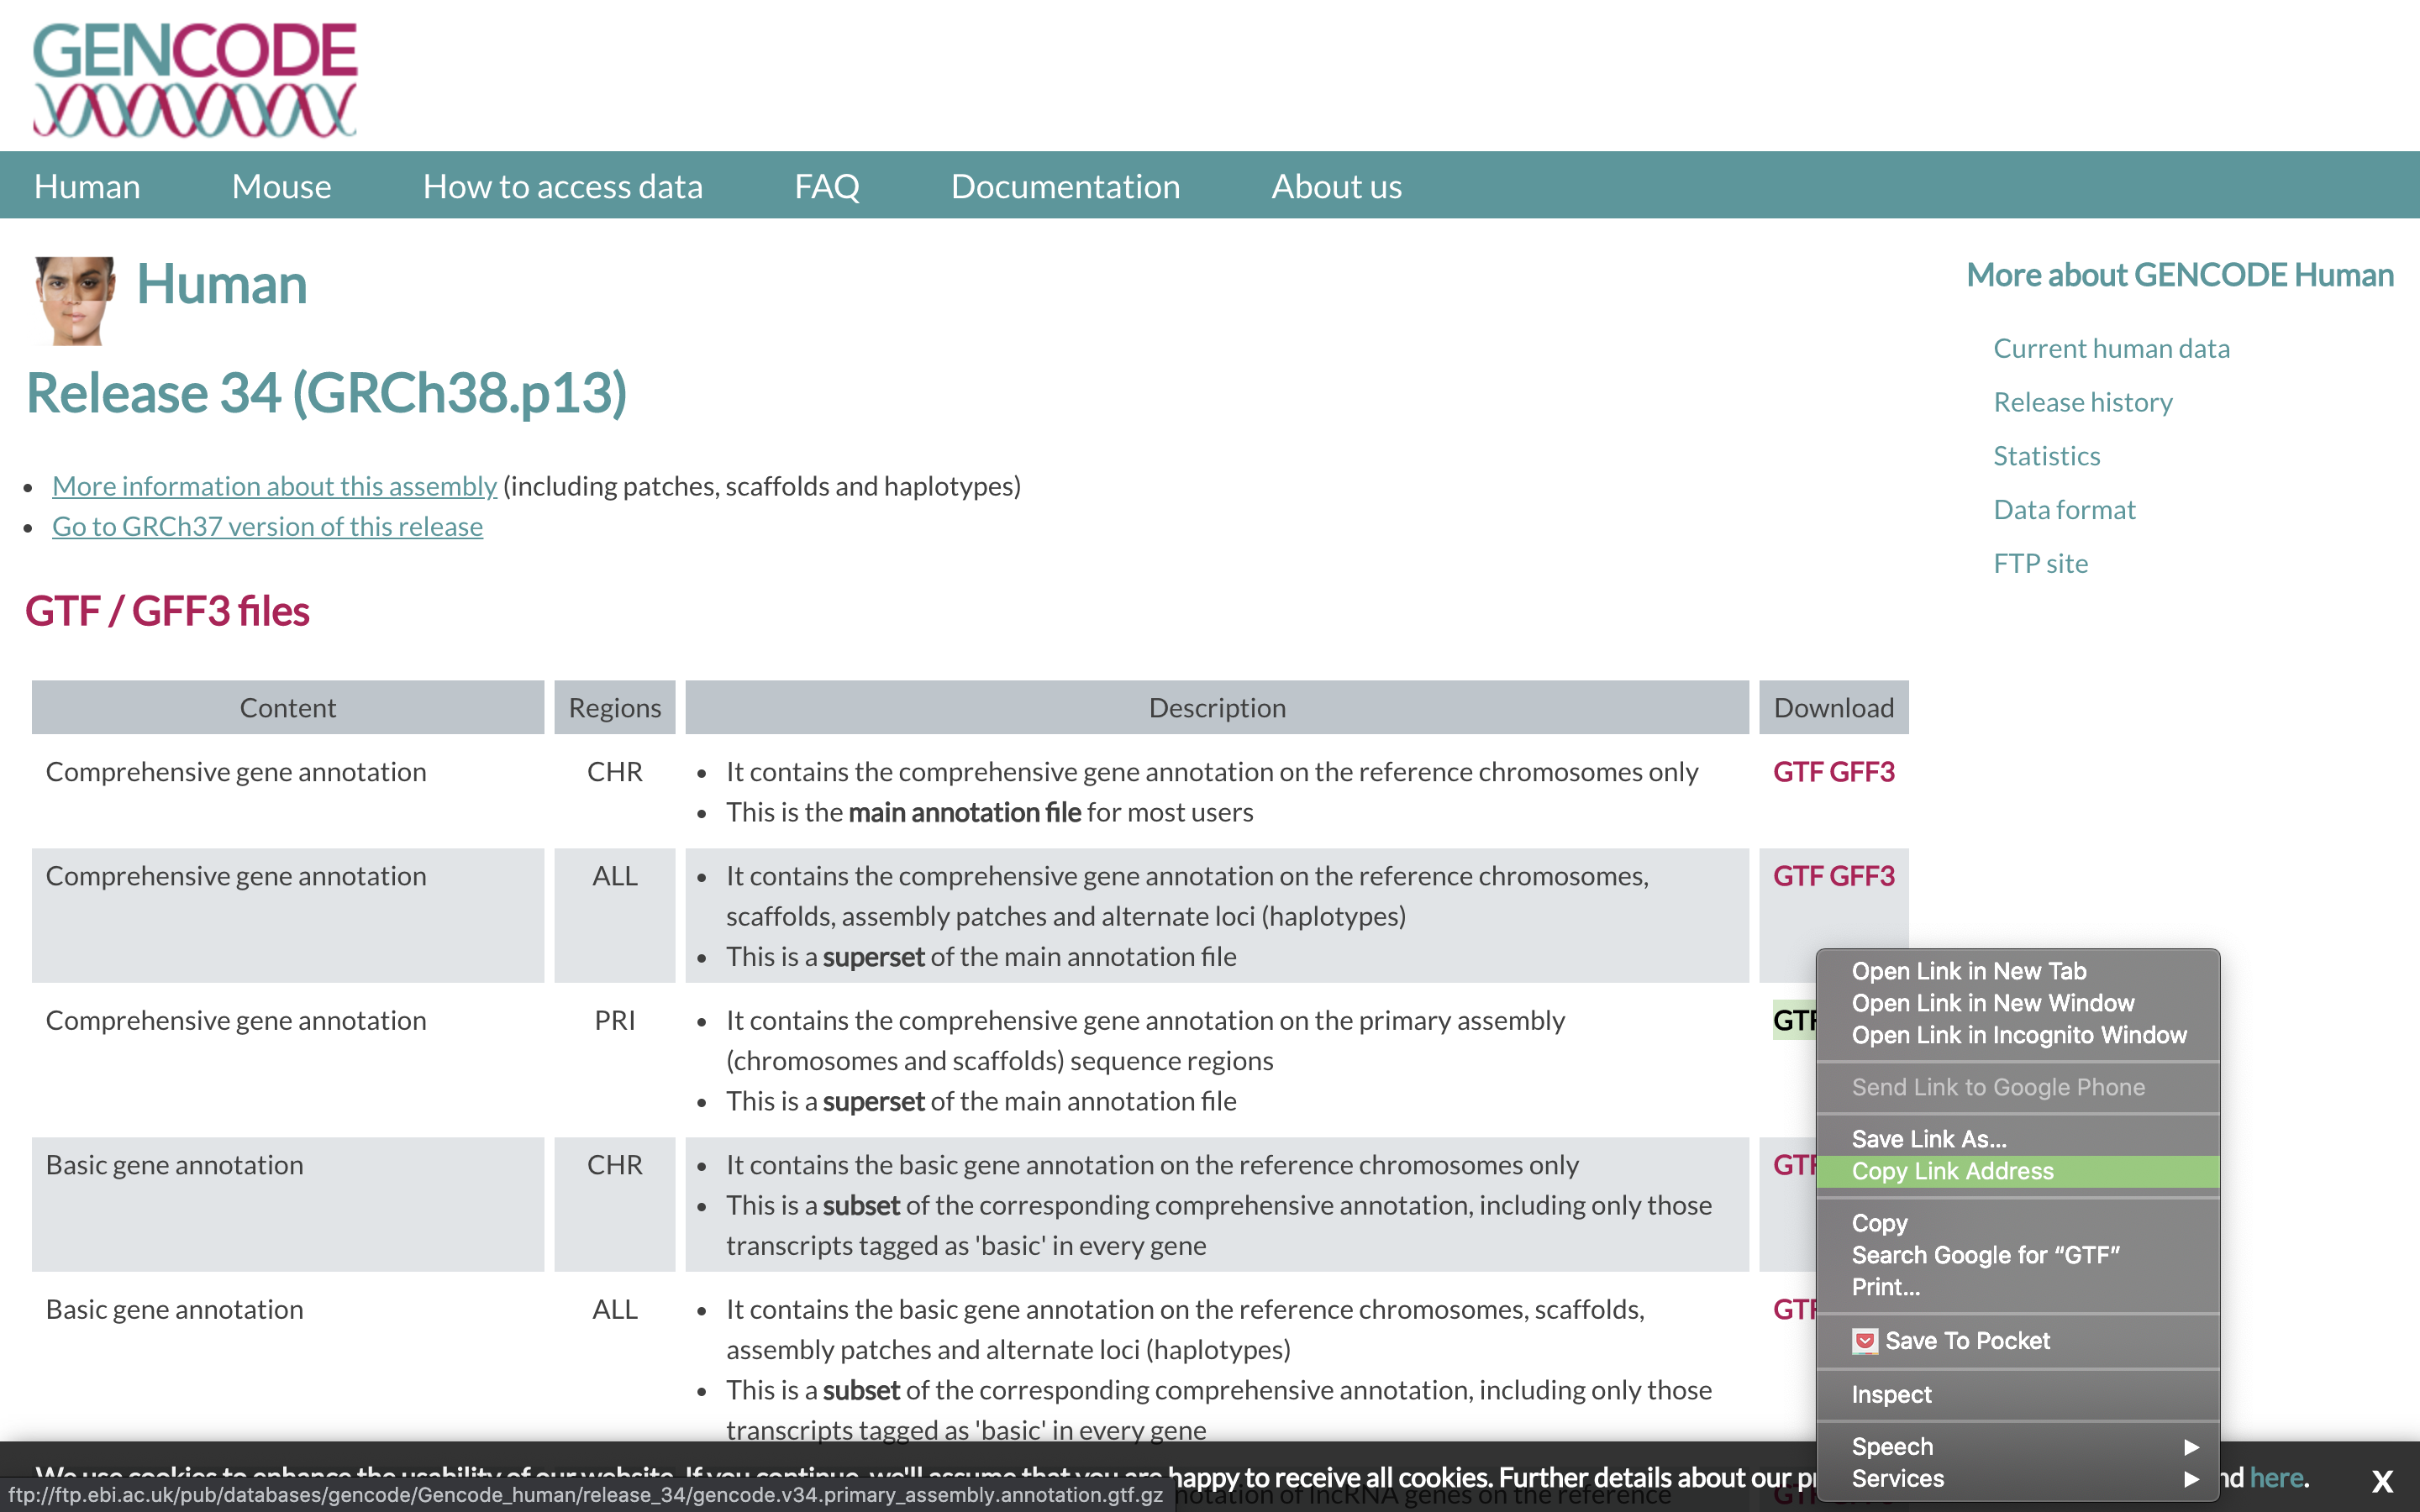 GENCODE
Human Mouse How to access data FAQ Documentation About us
Human
Release 34 (GRCh38.p13)
• More information about this assembly (including patches, scaffolds and haplotypes)
• Go to GRCh37 version of this release
GTF / GFF3 files
Content Regions Description Download
Comprehensive gene annotation CHR • It contains the comprehensive gene annotation on the reference chromosomes only GTF GFF3
• This is the main annotation file for most users
Comprehensive gene annotation ALL • It contains the comprehensive gene annotation on the reference chromosomes, GTF GFF3
scaffolds, assembly patches and alternate loci (haplotypes)
• This is a superset of the main annotation file
Comprehensive gene annotation PRI • It contains the comprehensive gene annotation on the primary assembly GTF
(chromosomes and scaffolds) sequence regions
• This is a superset of the main annotation file
Basic gene annotation CHR • It contains the basic gene annotation on the reference chromosomes only GTF
• This is a subset of the corresponding comprehensive annotation, including only those
transcripts tagged as 'basic' in every gene
Basic gene annotation ALL • It contains the basic gene annotation on the reference chromosomes, scaffolds, GTF
assembly patches and alternate loci (haplotypes)
• This is a subset of the corresponding comprehensive annotation, including only those
transcripts tagged as 'basic' in every gene
More about GENCODE Human
Current human data
Release history
Statistics
Data format
FTP site
Open Link in New Tab
Open Link in New Window
Open Link in Incognito Window
Send Link to Google Phone
Save Link As...
Copy Link Address
Copy
Search Google for “GTF”
Print...
Save To Pocket
Inspect
Speech
Services
We use cookies to enhance the usability of our website. If you continue, we'll assume that you are happy to receive all cookies. Further details about our nd here. X
ftp://ftp.ebi.ac.uk/pub/databases/gencode/Gencode_human/release_34/gencode.v34.primary_assembly.annotation.gtf.gz
notation of lncRNA genes on the reference GTF GFF3